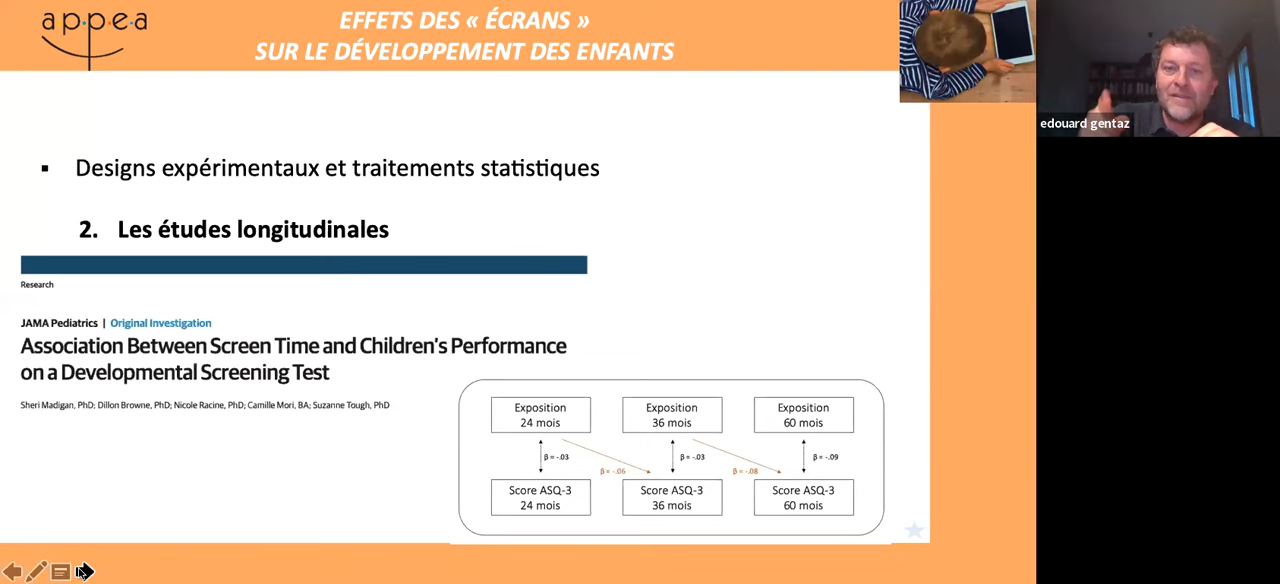 appea
EFFETS DES « ÉCRANS »
SUR LE DÉVELOPPEMENT DES ENFANTS
edouard gentaz
▪ Designs expérimentaux et traitements statistiques
2. Les études longitudinales
Research
JAMA Pediatrics | Original Investigation
Association Between Screen Time and Children's Performance
on a Developmental Screening Test
Sheri Madigan, PhD; Dillon Browne, PhD; Nicole Racine, PhD; Camille Mori, BA; Suzanne Tough, PhD
Exposition
24 mois
Exposition
36 mois
Exposition
60 mois
β = -.03
β = -.06
β = -.03
β = -.08
β = -.09
Score ASQ-3
24 mois
Score ASQ-3
36 mois
Score ASQ-3
60 mois